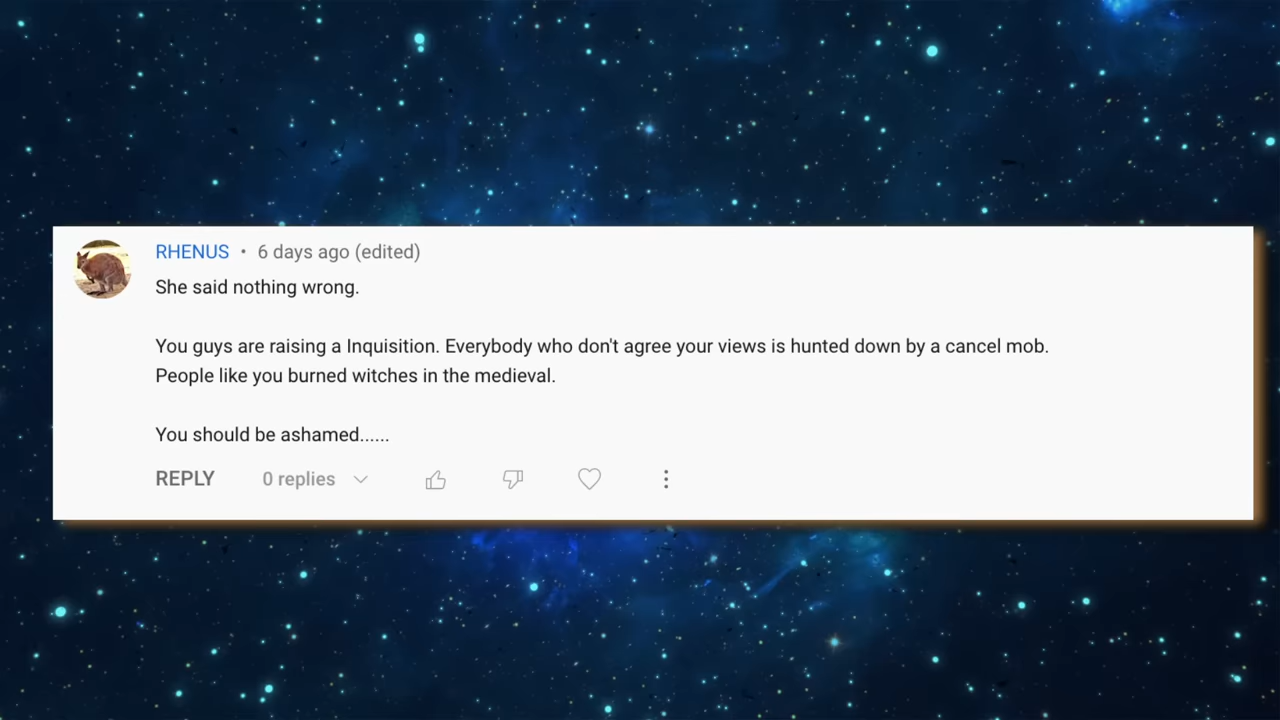 RHENUS • 6 days ago (edited)
She said nothing wrong.
You guys are raising a Inquisition. Everybody who don't agree your views is hunted down by a cancel mob.
People like you burned witches in the medieval.
You should be ashamed......
REPLY 0 replies